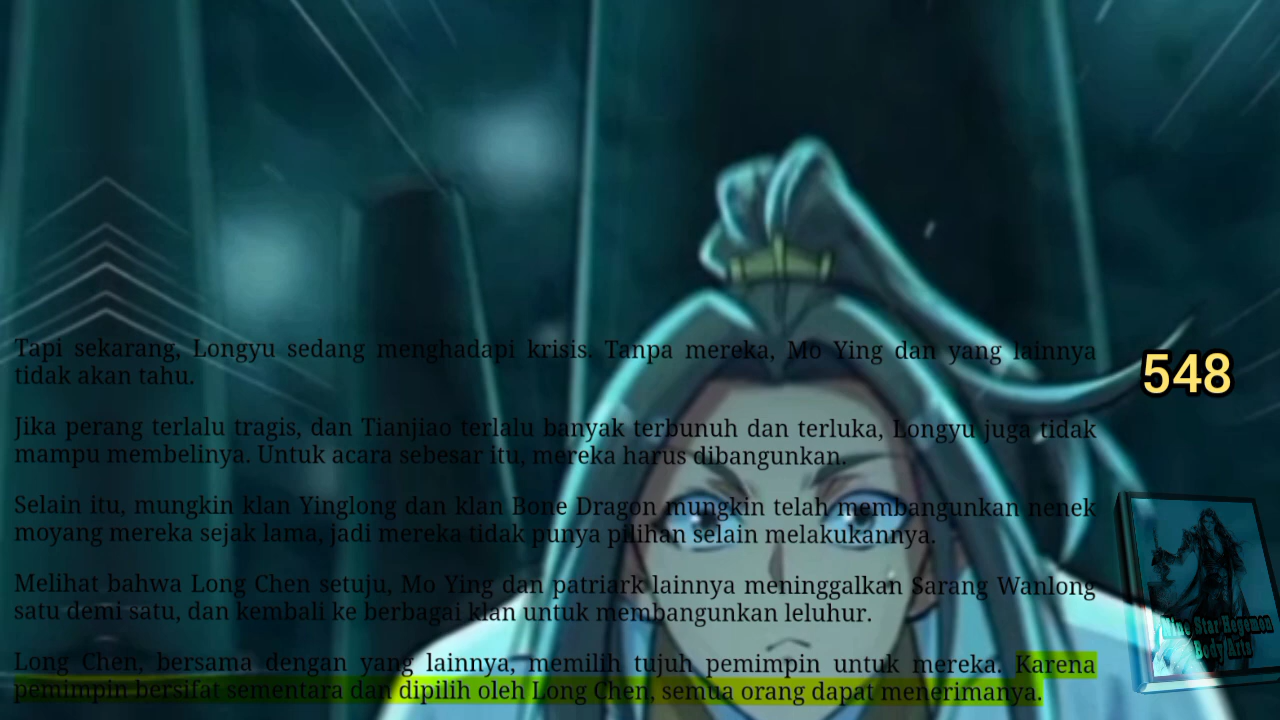 Tapi sekarang, Longyu sedang menghadapi krisis. Tanpa mereka, Mo Ying dan yang lainnya
tidak akan tahu.
548
Jika perang terlalu tragis, dan Tianjiao terlalu banyak terbunuh dan terluka, Longyu juga tidak
mampu membelinya. Untuk acara sebesar itu, mereka harus dibangunkan.
Selain itu, mungkin klan Yinglong dan klan Bone Dragon mungkin telah membangunkan nenek
moyang mereka sejak lama, jadi mereka tidak punya pilihan selain melakukannya.
Melihat bahwa Long Chen setuju, Mo Ying dan patriark lainnya meninggalkan Sarang Wanlong
satu demi satu, dan kembali ke berbagai klan untuk membangunkan leluhur.
Long Chen, bersama dengan yang lainnya, memilih tujuh pemimpin untuk mereka. Karena
pemimpin bersifat sementara dan dipilih oleh Long Chen, semua orang dapat menerimanya.
Nine Star Hegemon
Body Arts